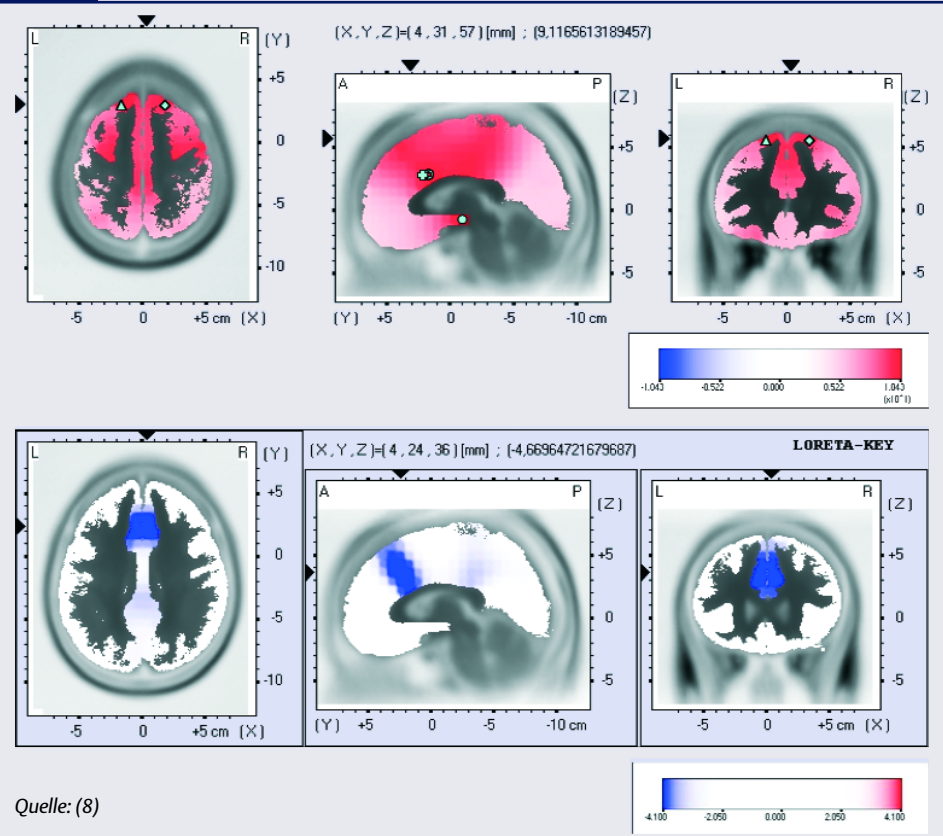 (X,Y,Z)=( 4 , 31 , 57 ) [mm] ; (9,1165613189457)
L R (Y)
+5
0
-5
-10
-5 0 +5 cm (X)
A P (Z)
+5
0
-5
(Y) +5 0 -5 -10 cm
L R (Z)
+5
0
-5
-5 0 +5 cm (X)
-1.043 -0.522 0.000 0.522 1.043
(x10^1)
(X,Y,Z)=( 4 , 24 , 36 ) [mm] ; (-4,66964721679687)
LORETA-KEY
L R (Y)
+5
0
-5
-10
-5 0 +5 cm (X)
A P (Z)
+5
0
-5
(Y) +5 0 -5 -10 cm
L R (Z)
+5
0
-5
-5 0 +5 cm (X)
-4.100 -2.050 0.000 2.050 4.100
Quelle: (8)